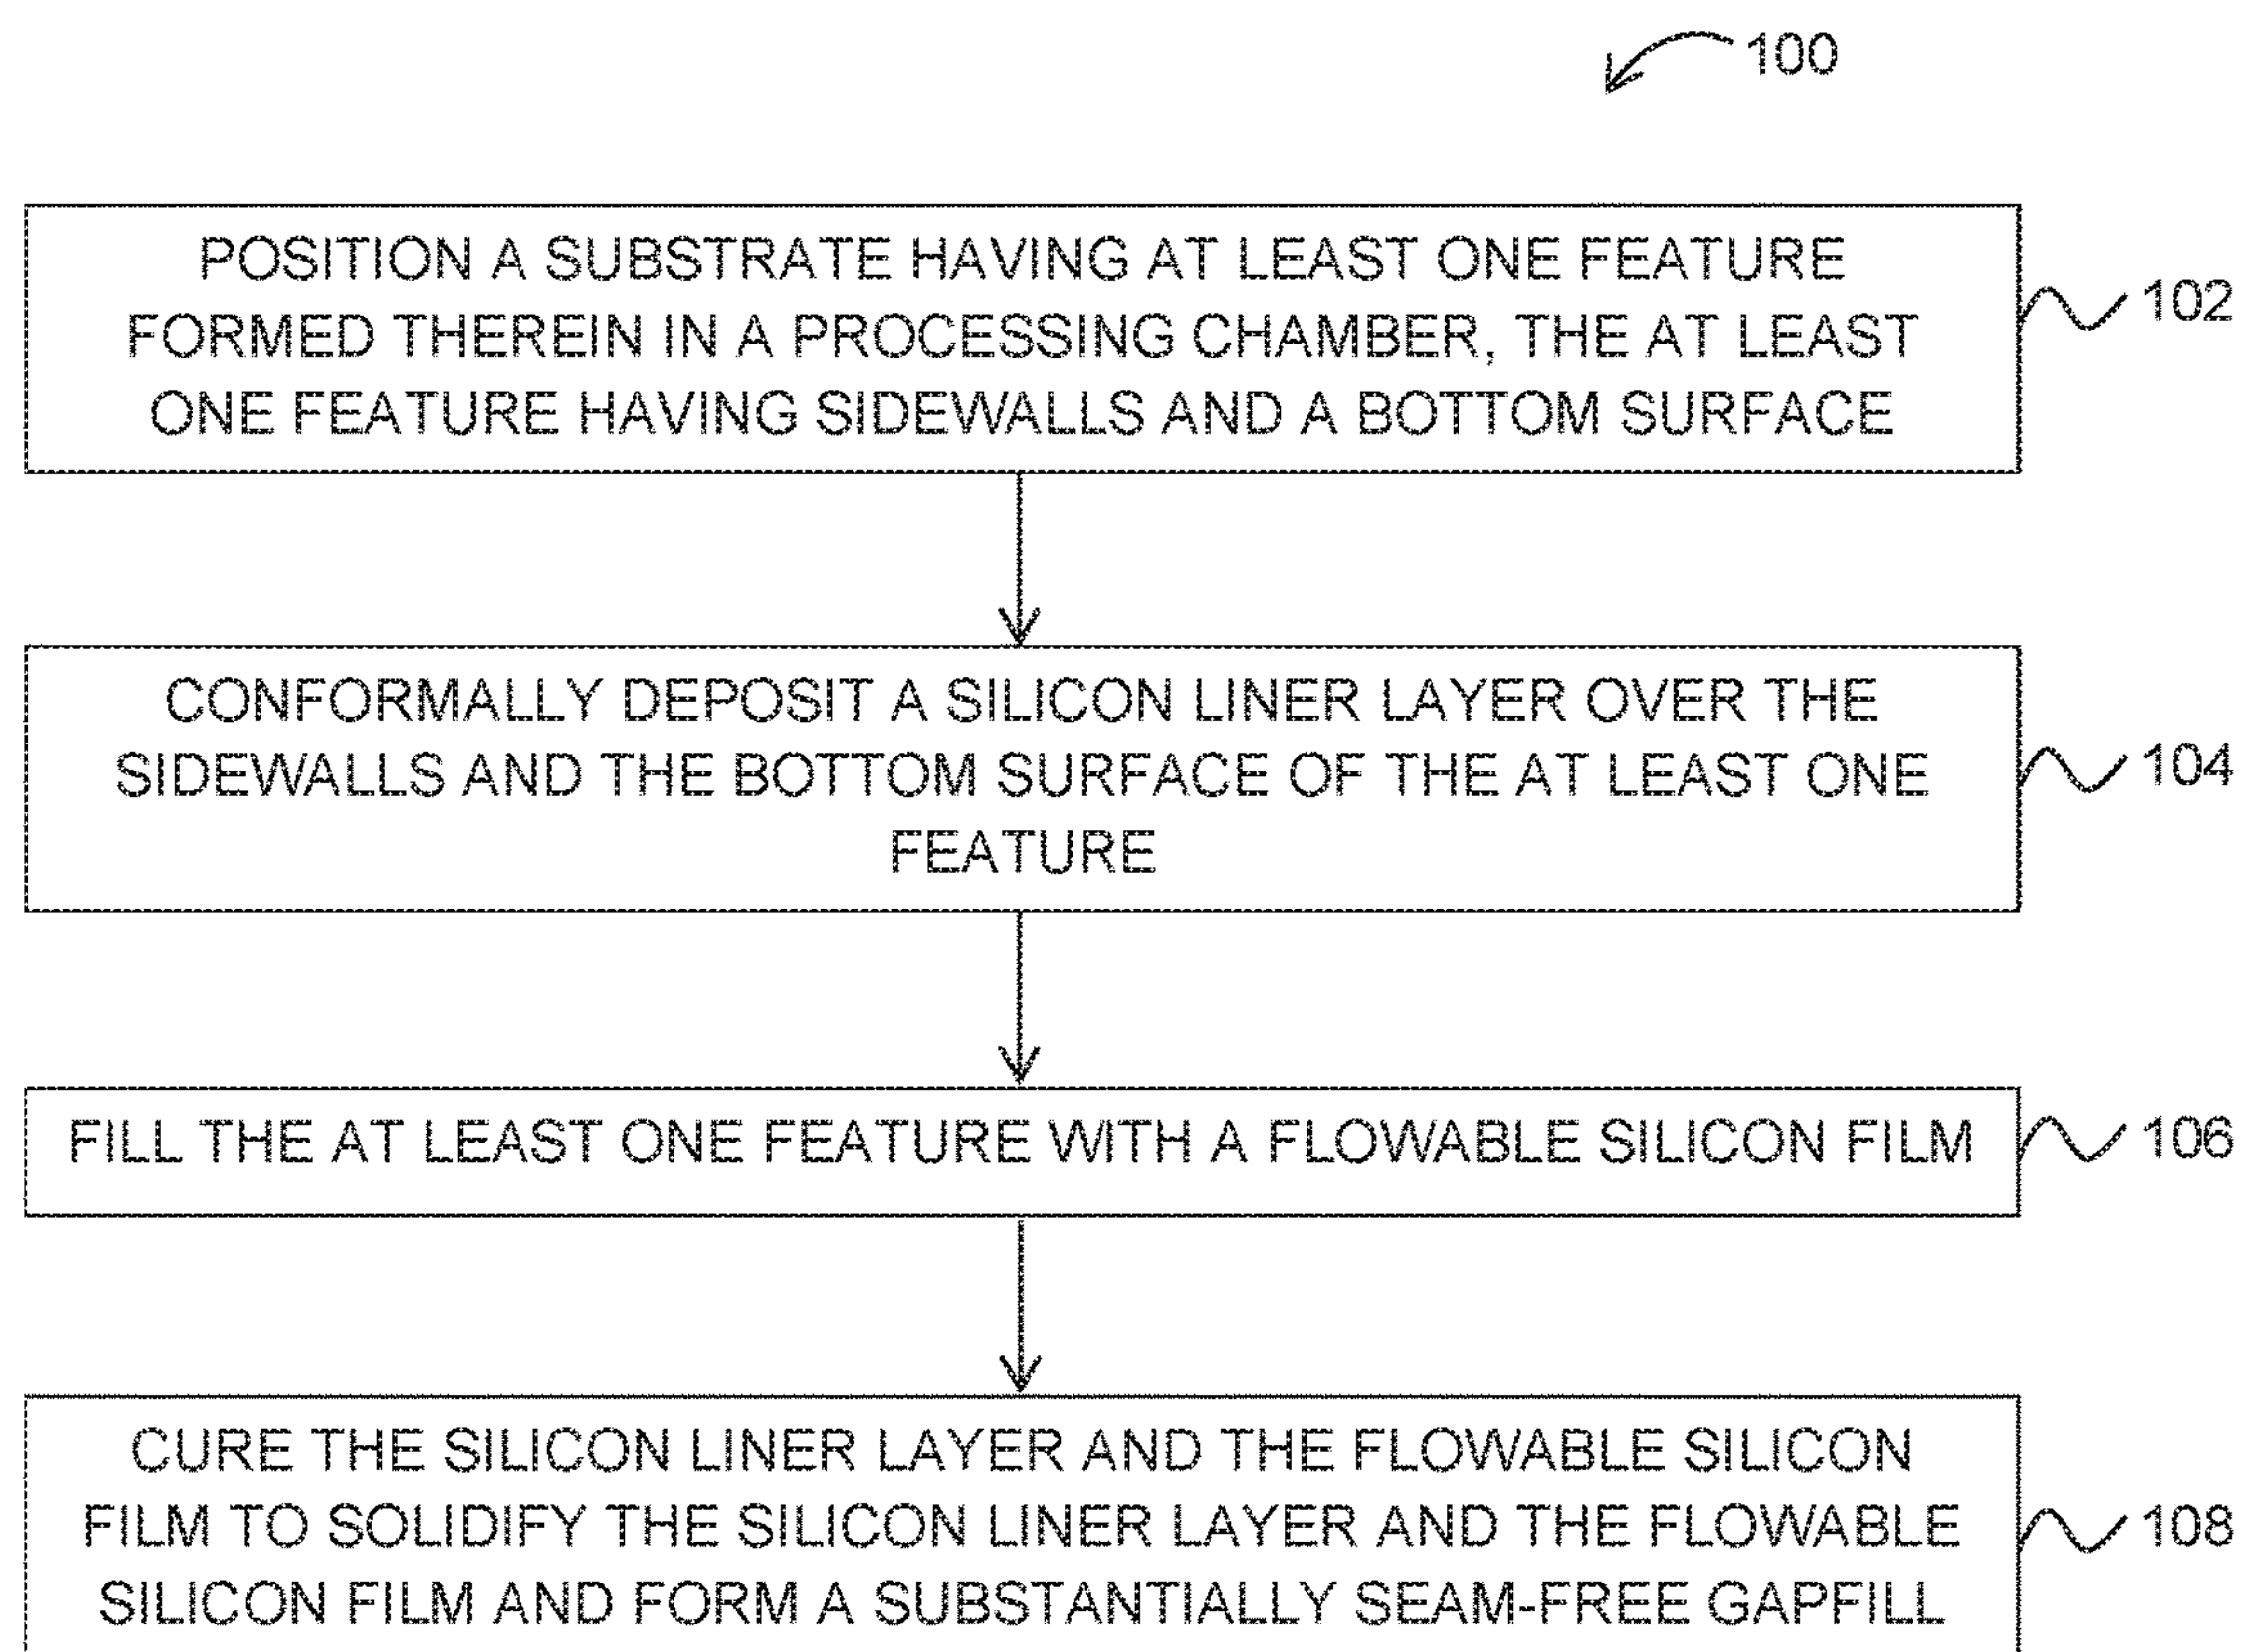 100
POSITION A SUBSTRATE HAVING AT LEAST ONE FEATURE
FORMED THEREIN IN A PROCESSING CHAMBER, THE AT LEAST
ONE FEATURE HAVING SIDEWALLS AND A BOTTOM SURFACE
102
CONFORMALLY DEPOSIT A SILICON LINER LAYER OVER THE
SIDEWALLS AND THE BOTTOM SURFACE OF THE AT LEAST ONE
FEATURE
104
FILL THE AT LEAST ONE FEATURE WITH A FLOWABLE SILICON FILM
106
CURE THE SILICON LINER LAYER AND THE FLOWABLE SILICON
FILM TO SOLIDIFY THE SILICON LINER LAYER AND THE FLOWABLE
SILICON FILM AND FORM A SUBSTANTIALLY SEAM-FREE GAPFILL
108